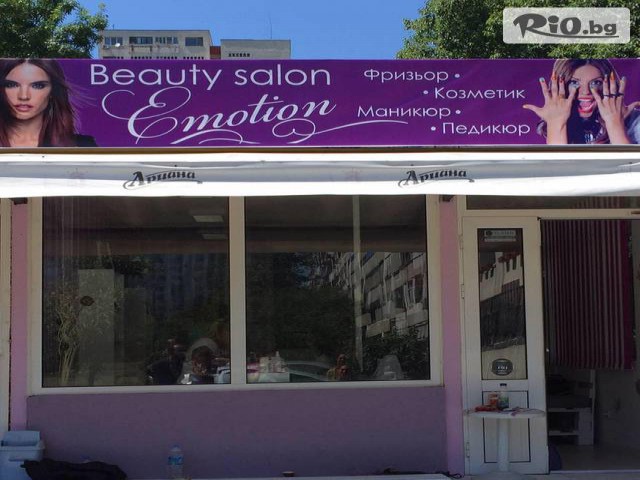 RiO.bg
Beauty salon
Emotion
Фризьор •
• Козметик
Маникюр •
• Педикюр
Ариана
Ариана